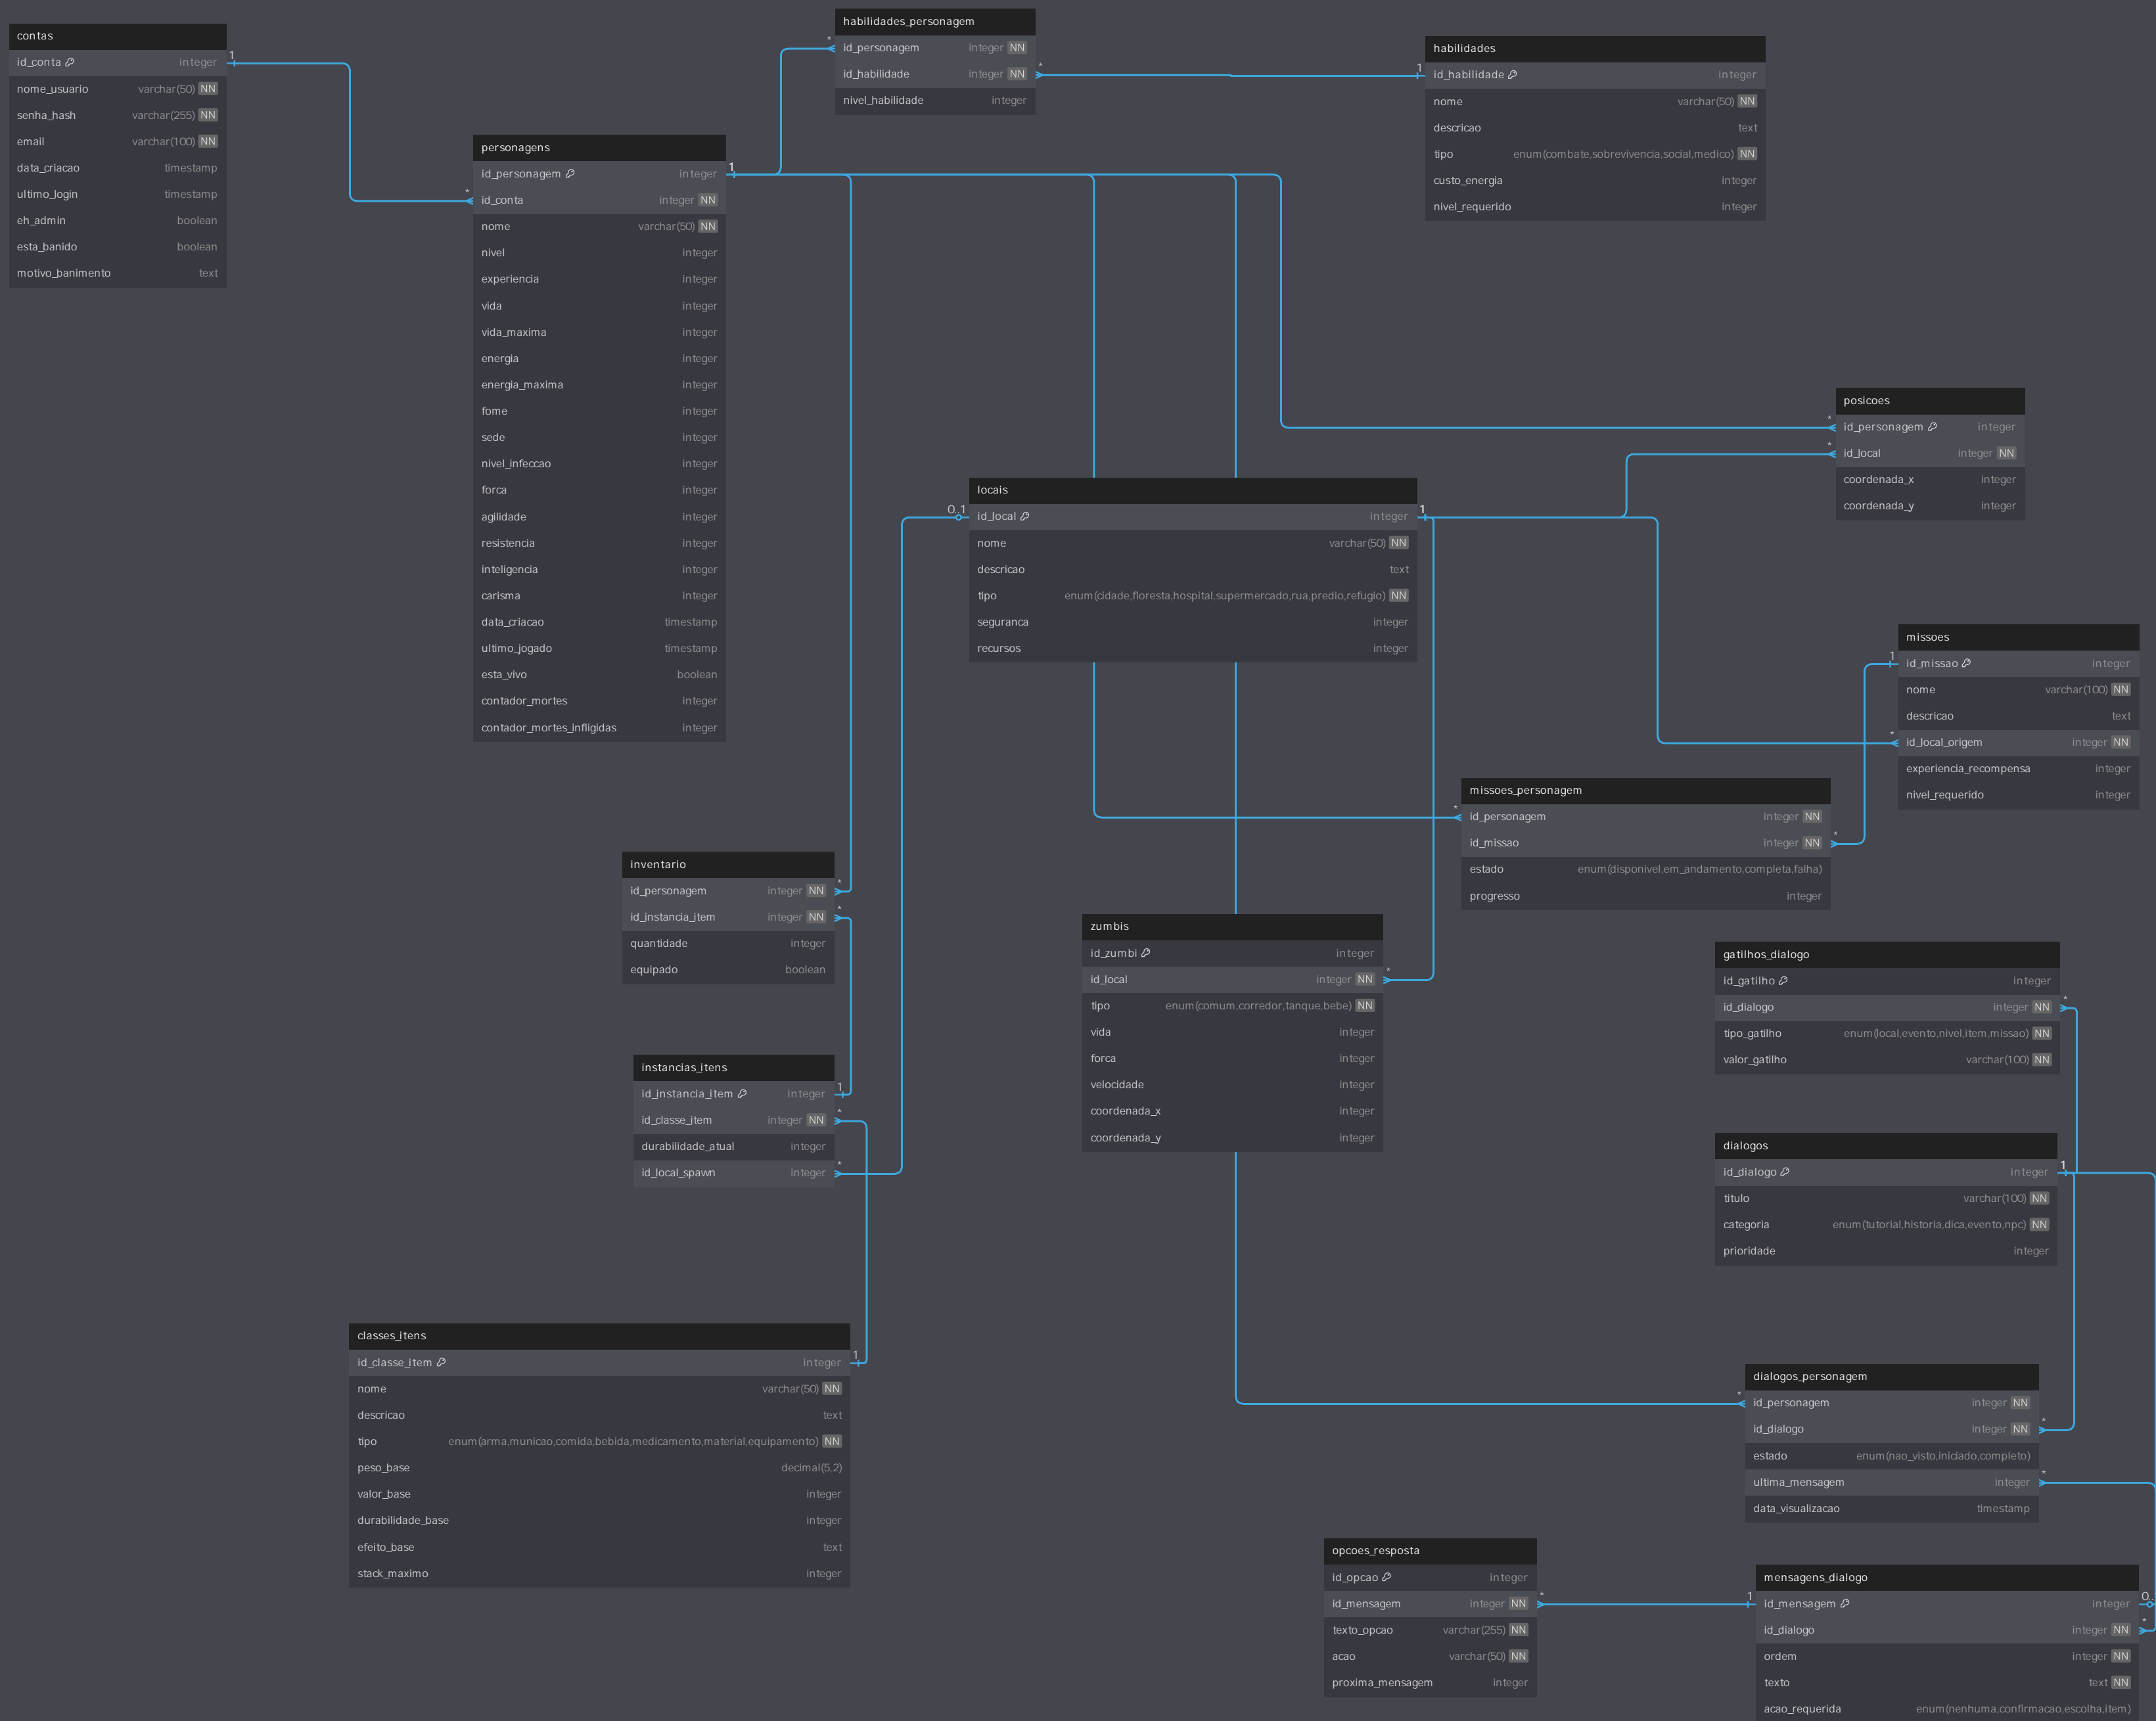 contas
id_conta integer
nome_usuario varchar(50) NN
senha_hash varchar(255) NN
email varchar(100) NN
data_criacao timestamp
ultimo_login timestamp
eh_admin boolean
esta_banido boolean
motivo_banimento text
1
*
personagens
id_personagem integer
id_conta integer NN
nome varchar(50) NN
nivel integer
experiencia integer
vida integer
vida_maxima integer
energia integer
energia_maxima integer
fome integer
sede integer
nivel_infeccao integer
forca integer
agilidade integer
resistencia integer
inteligencia integer
carisma integer
data_criacao timestamp
ultimo_jogado timestamp
esta_vivo boolean
contador_mortes integer
contador_mortes_infligidas integer
1
*
habilidades_personagem
id_personagem integer NN
id_habilidade integer NN
nivel_habilidade integer
*
1
habilidades
id_habilidade integer
nome varchar(50) NN
descricao text
tipo enum(combate,sobrevivencia,social,medico) NN
custo_energia integer
nivel_requerido integer
*
*
posicoes
id_personagem integer
id_local integer NN
coordenada_x integer
coordenada_y integer
0..1
locais
id_local integer
nome varchar(50) NN
descricao text
tipo enum(cidade,floresta,hospital,supermercado,rua,predio,refugio) NN
seguranca integer
recursos integer
1
1
*
missoes
id_missao integer
nome varchar(100) NN
descricao text
id_local_origem integer NN
experiencia_recompensa integer
nivel_requerido integer
*
missoes_personagem
id_personagem integer NN
id_missao integer NN
estado enum(disponivel,em_andamento,completa,falha)
progresso integer
*
inventario
id_personagem integer NN
id_instancia_item integer NN
quantidade integer
equipado boolean
*
*
zumbis
id_zumbi integer
id_local integer NN
tipo enum(comum,corredor,tanque,bebe) NN
vida integer
forca integer
velocidade integer
coordenada_x integer
coordenada_y integer
*
gatilhos_dialogo
id_gatilho integer
id_dialogo integer NN
tipo_gatilho enum(local,evento,nivel,item,missao) NN
valor_gatilho varchar(100) NN
*
instancias_itens
id_instancia_item integer
id_classe_item integer NN
durabilidade_atual integer
id_local_spawn integer
1
*
*
dialogos
id_dialogo integer
titulo varchar(100) NN
categoria enum(tutorial,historia,dica,evento,npc) NN
prioridade integer
1
classes_itens
id_classe_item integer
nome varchar(50) NN
descricao text
tipo enum(arma,municao,comida,bebida,medicamento,material,equipamento) NN
peso_base decimal(5,2)
valor_base integer
durabilidade_base integer
efeito_base text
stack_maximo integer
1
*
dialogos_personagem
id_personagem integer NN
id_dialogo integer NN
estado enum(nao_visto,iniciado,completo)
ultima_mensagem integer
data_visualizacao timestamp
*
*
opcoes_resposta
id_opcao integer
id_mensagem integer NN
texto_opcao varchar(255) NN
acao varchar(50) NN
proxima_mensagem integer
*
1
mensagens_dialogo
id_mensagem integer
id_dialogo integer NN
ordem integer NN
texto text NN
acao_requerida enum(nenhuma,confirmacao,escolha,item)
*